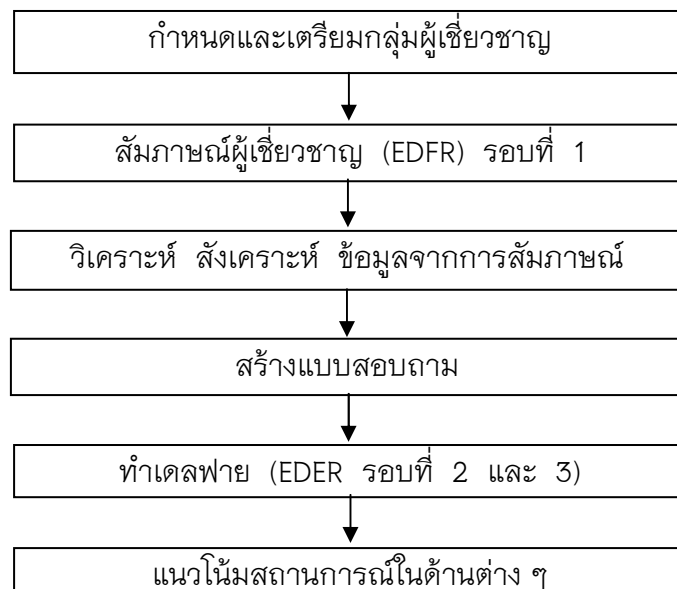 กำหนดและเตรียมกลุ่มผู้เชี่ยวชาญ
สัมภาษณ์ผู้เชี่ยวชาญ (EDFR) รอบที่ 1
วิเคราะห์ สังเคราะห์ ข้อมูลจากการสัมภาษณ์
สร้างแบบสอบถาม
ทำเดลฟาย (EDER รอบที่ 2 และ 3)
แนวโน้มสถานการณ์ในด้านต่าง ๆ